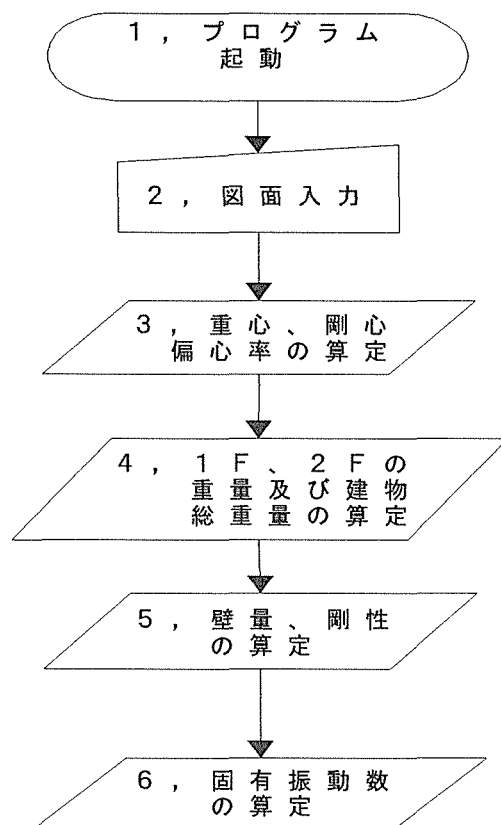 1，プログラム
起動
2，図面入力
3，重心、剛心
偏心率の算定
4，1F、2Fの
重量及び建物
総重量の算定
5，壁量、剛性
の算定
6，固有振動数
の算定